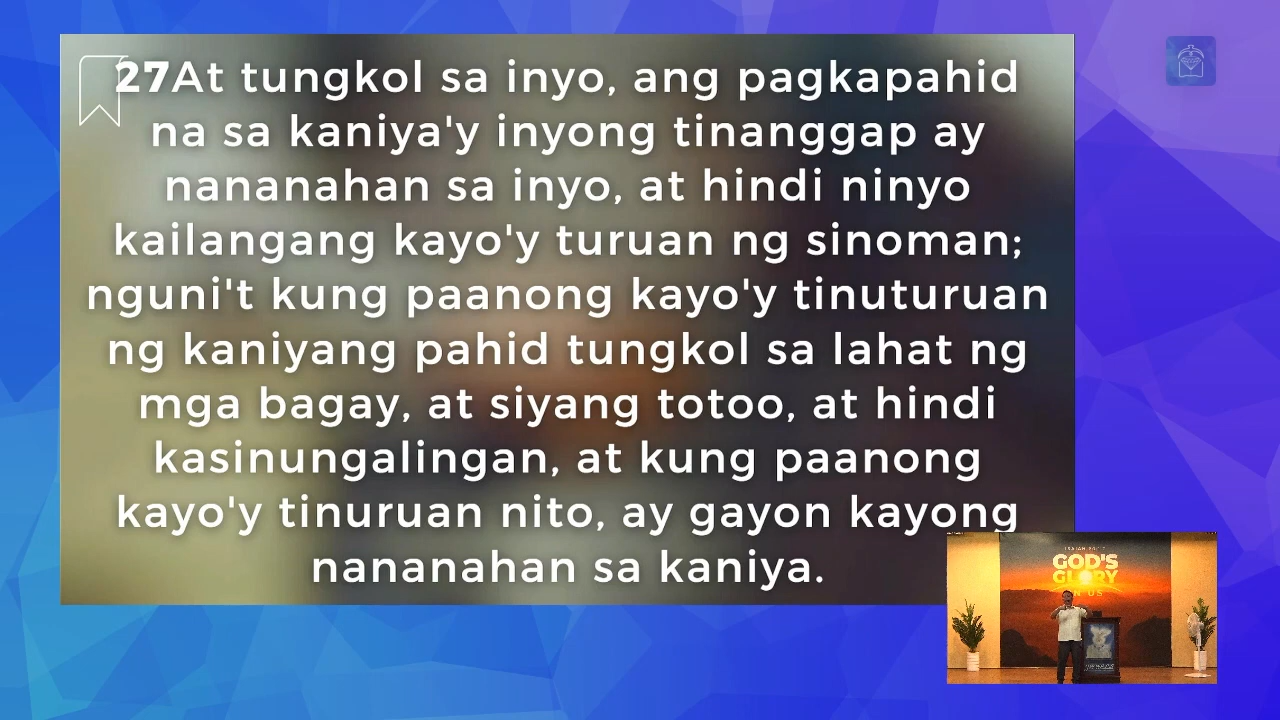 27At tungkol sa inyo, ang pagkapahid
na sa kaniya'y inyong tinanggap ay
nananahan sa inyo, at hindi ninyo
kailangang kayo'y turuan ng sinoman;
nguni't kung paanong kayo'y tinuturuan
ng kaniyang pahid tungkol sa lahat ng
mga bagay, at siyang totoo, at hindi
kasinungalingan, at kung paanong
kayo'y tinuruan nito, ay gayon kayong
nananahan sa kaniya.
GOD'S
GLORY
IN US